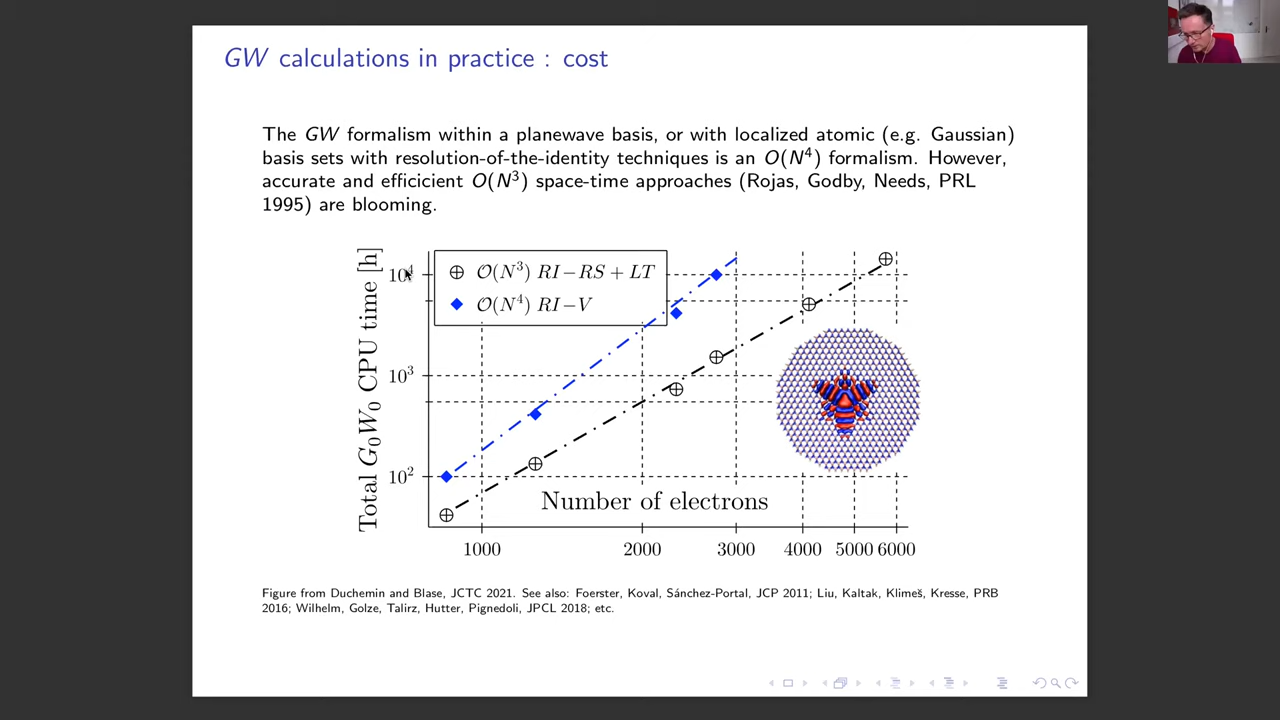 GW calculations in practice : cost
The GW formalism within a planewave basis, or with localized atomic (e.g. Gaussian)
basis sets with resolution-of-the-identity techniques is an O(N⁴) formalism. However,
accurate and efficicient O(N³) space-time approaches (Rojas, Godby, Needs, PRL
1995) are blooming.
Total G₀W₀ CPU time [h]
10⁴
10³
10²
O(N³) RI−RS + LT
O(N⁴) RI−V
Number of electrons
1000 2000 3000 4000 5000 6000
Figure from Duchemin and Blase, JCTC 2021. See also: Foerster, Koval, Sánchez-Portal, JCP 2011; Liu, Kaltak, Klimeš, Kresse, PRB
2016; Wilhelm, Golze, Talirz, Hutter, Pignedoli, JPCL 2018; etc.